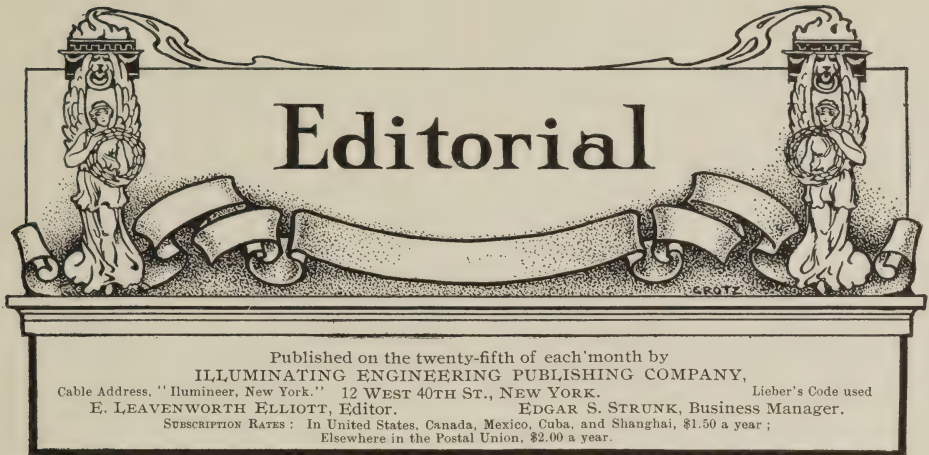 Editorial
GROTZ
Published on the twenty-fifth of each month by
ILLUMINATING ENGINEERING PUBLISHING COMPANY,
Cable Address, "Illumineer, New York." 12 WEST 40TH ST., NEW YORK. Lieber's Code used
E. LEAVENWORTH ELLIOTT, Editor. EDGAR S. STRUNK, Business Manager.
SUBSCRIPTION RATES: In United States, Canada, Mexico, Cuba, and Shanghai, $1.50 a year;
Elsewhere in the Postal Union, $2.00 a year.